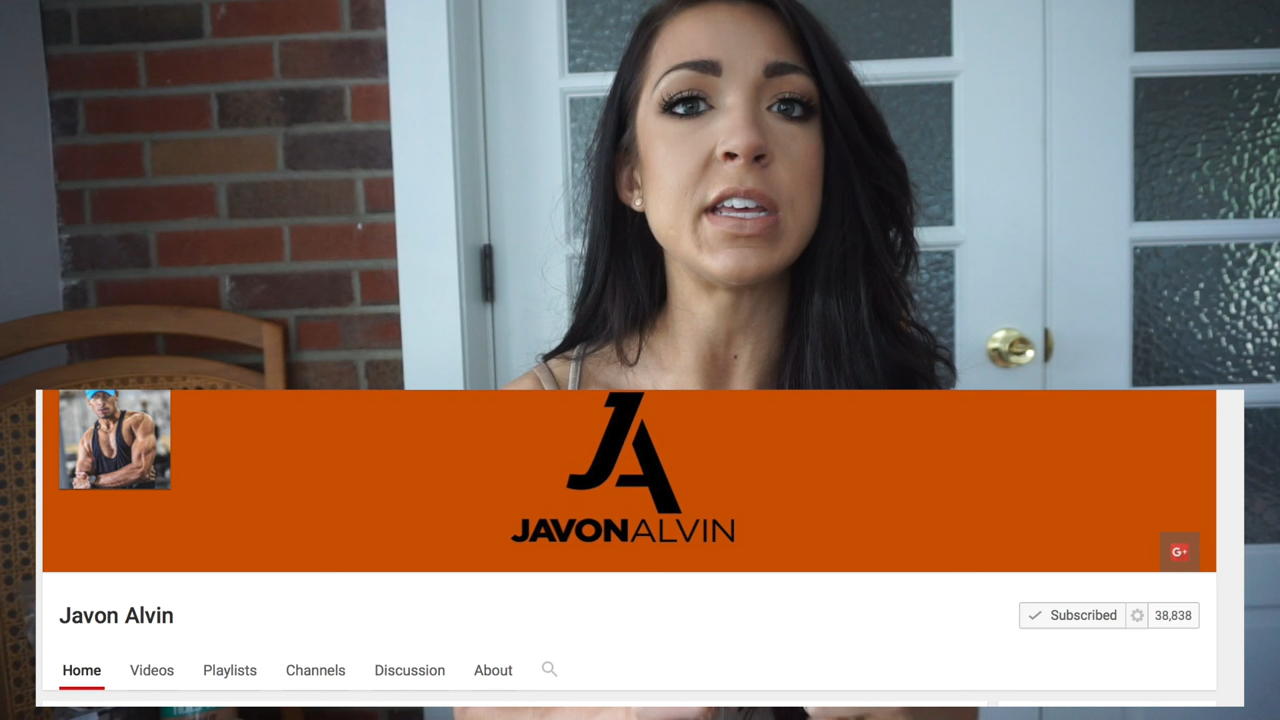 JA
JAVONALVIN
G+
Javon Alvin
Subscribed 38,838
Home Videos Playlists Channels Discussion About